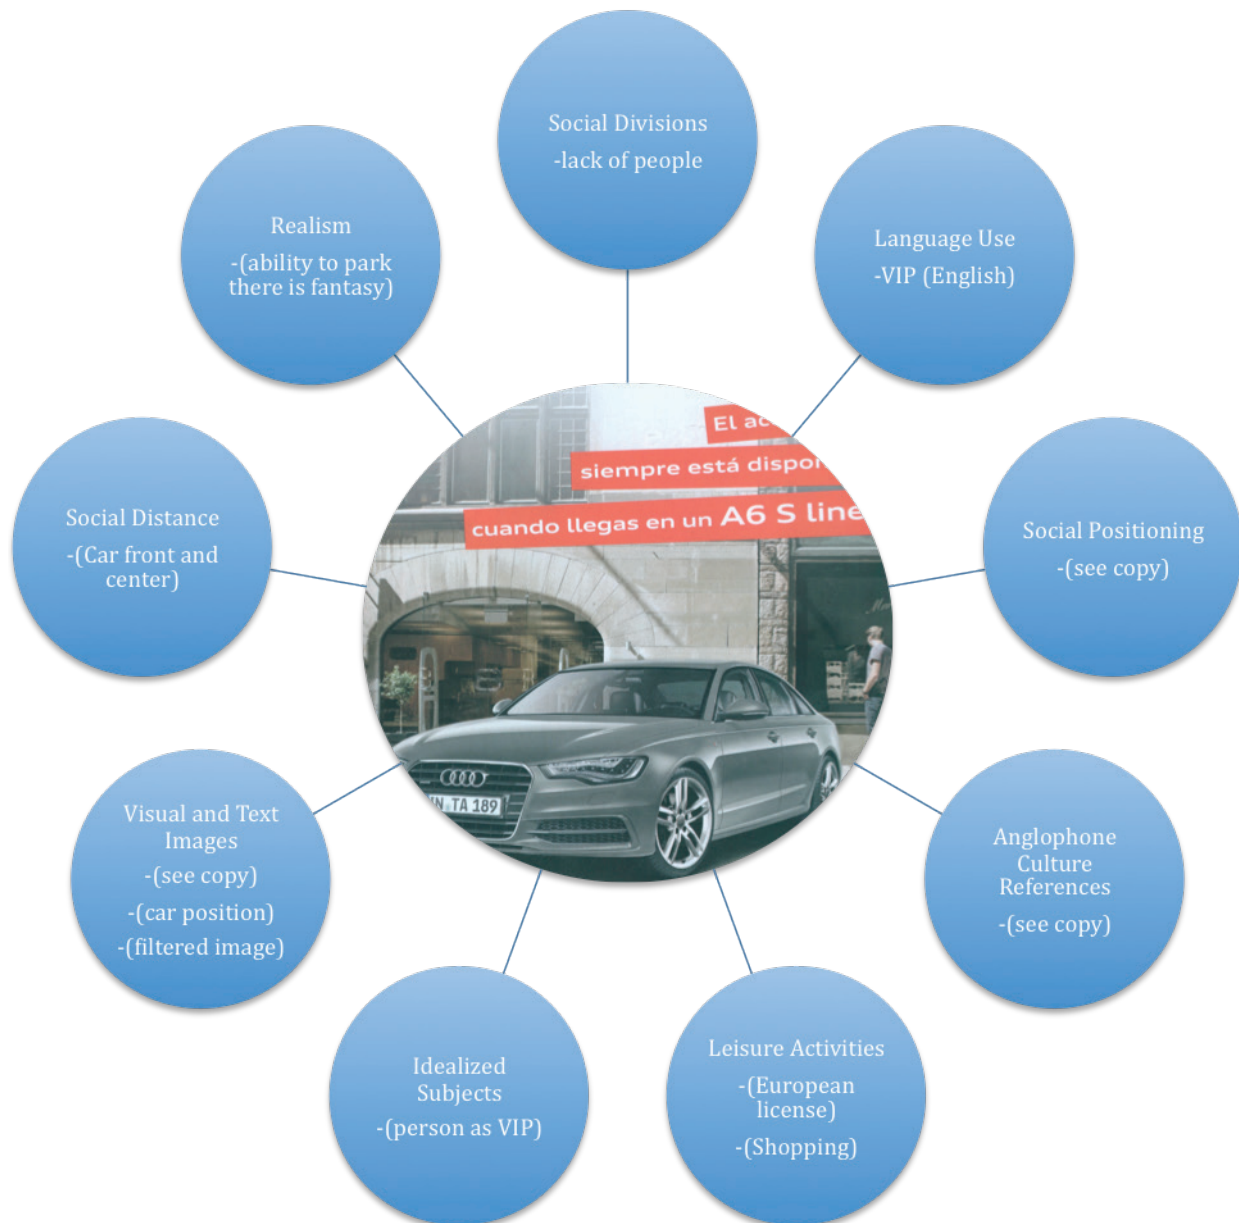 Social Divisions
-lack of people
Language Use
-VIP (English)
Social Positioning
-(see copy)
Anglophone
Culture
References
-(see copy)
Leisure Activities
-(European
license)
-(Shopping)
Idealized
Subjects
-(person as VIP)
Visual and Text
Images
-(see copy)
-(car position)
-(filtered image)
Social Distance
-(Car front and
center)
Realism
-(ability to park
there is fantasy)
El
siempre está
cuando llegas en un A6 S line
TA 189